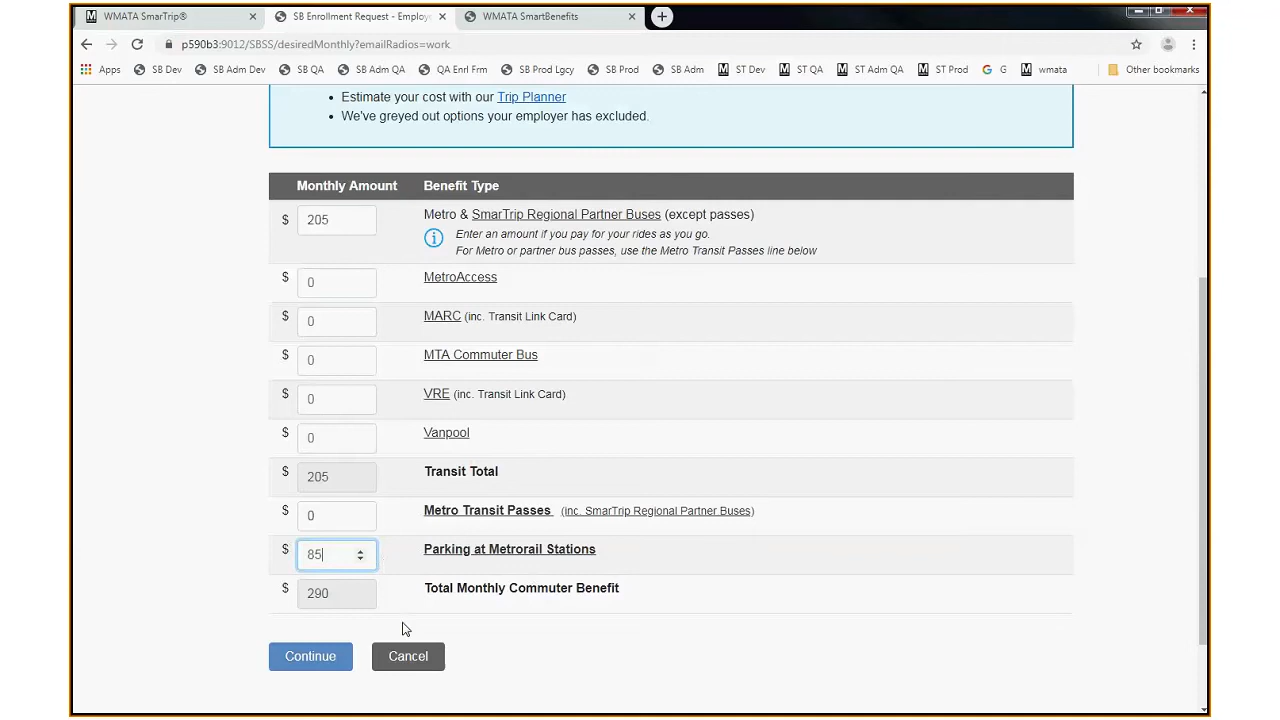 WMATA SmarTrip®
SB Enrollment Request - Employ
WMATA SmartBenefits
p590b3:9012/SBSS/desiredMonthly?emailRadios=work
Apps SB Dev SB Adm Dev SB QA SB Adm QA QA Enrl Frm SB Prod Lgcy SB Prod SB Adm ST Dev ST QA ST Adm QA ST Prod G wmata Other bookmarks
• Estimate your cost with our Trip Planner
• We've greyed out options your employer has excluded.
Monthly Amount Benefit Type
$ 205 Metro & SmarTrip Regional Partner Buses (except passes)
Enter an amount if you pay for your rides as you go.
For Metro or partner bus passes, use the Metro Transit Passes line below
$ 0 MetroAccess
$ 0 MARC (inc. Transit Link Card)
$ 0 MTA Commuter Bus
$ 0 VRE (inc. Transit Link Card)
$ 0 Vanpool
$ 205 Transit Total
$ 0 Metro Transit Passes (inc. SmarTrip Regional Partner Buses)
$ 85 Parking at Metrorail Stations
$ 290 Total Monthly Commuter Benefit
Continue Cancel